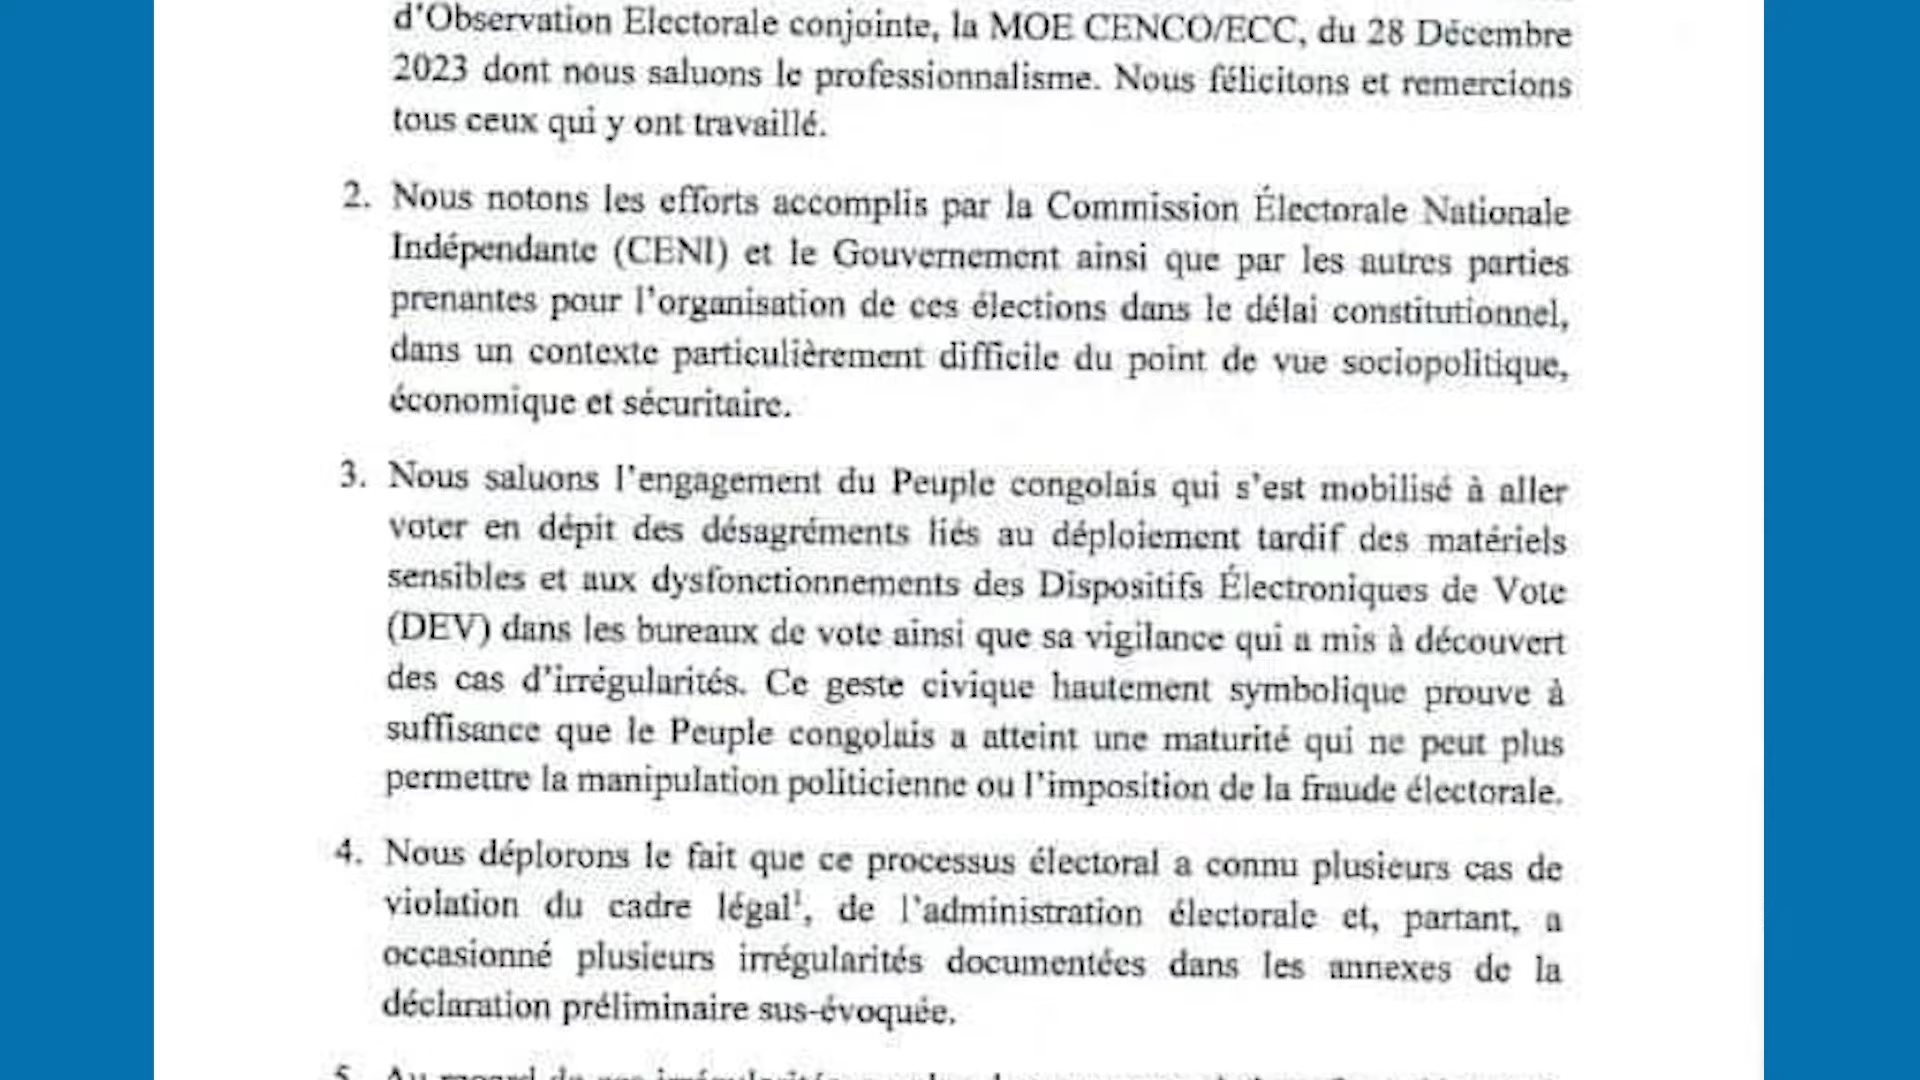 d'Observation Electorale conjointe, la MOE CENCO/ECC, du 28 Décembre
2023 dont nous saluons le professionnalisme. Nous félicitons et remercions
tous ceux qui y ont travaillé.
2. Nous notons les efforts accomplis par la Commission Électorale Nationale
Indépendante (CENI) et le Gouvernement ainsi que par les autres parties
prenantes pour l'organisation de ces élections dans le délai constitutionnel,
dans un contexte particulièrement difficile du point de vue sociopolitique,
économique et sécuritaire.
3. Nous saluons l'engagement du Peuple congolais qui s'est mobilisé à aller
voter en dépit des désagréments liés au déploiement tardif des matériels
sensibles et aux dysfonctionnements des Dispositifs Électroniques de Vote
(DEV) dans les bureaux de vote ainsi que sa vigilance qui a mis à découvert
des cas d'irrégularités. Ce geste civique hautement symbolique prouve à
suffisance que le Peuple congolais a atteint une maturité qui ne peut plus
permettre la manipulation politicienne ou l'imposition de la fraude électorale.
4. Nous déplorons le fait que ce processus électoral a connu plusieurs cas de
violation du cadre légal¹, de l'administration électorale et, partant, a
occasionné plusieurs irrégularités documentées dans les annexes de la
déclaration préliminaire sus-évoquée.
5. Au regard de ces irrégularités